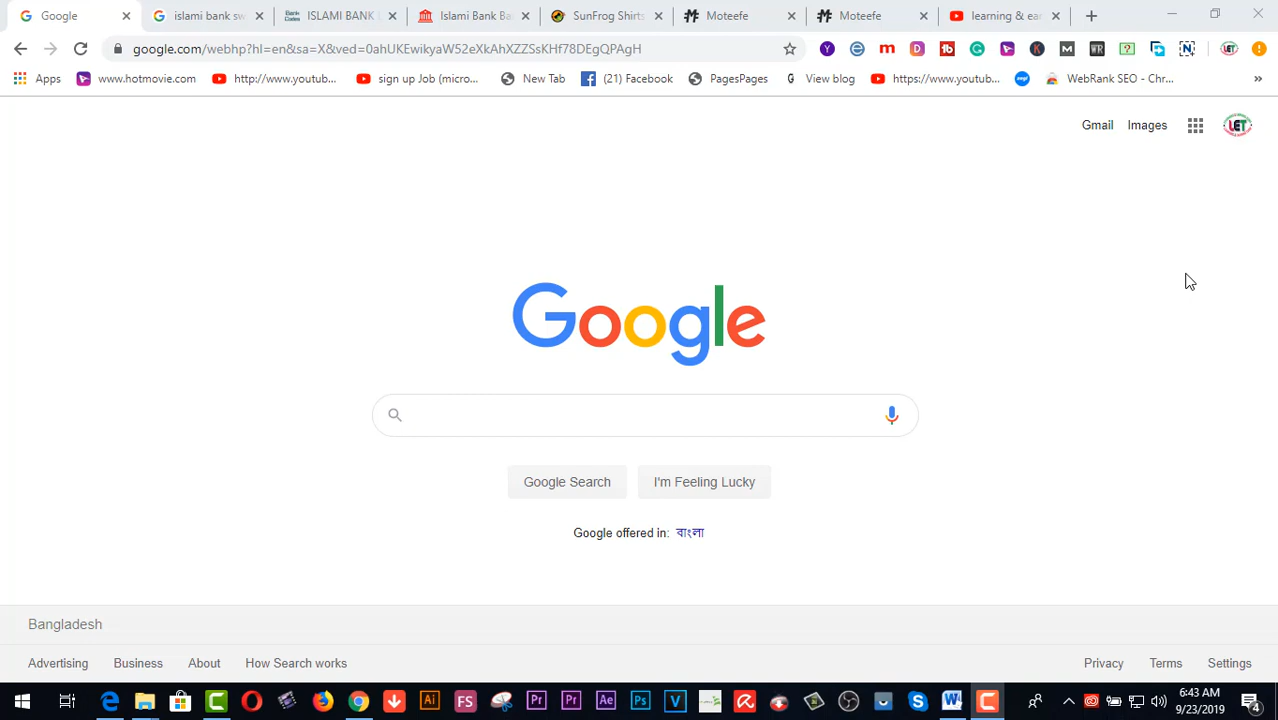 Google
islami bank sw
ISLAMI BANK
Islami Bank Ba
SunFrog Shirts
Moteefe
Moteefe
learning & ear
google.com/webhp?hl=en&sa=X&ved=0ahUKEwikyaW52eXkAhXZZSsKHf78DEgQPAgH
Apps
www.hotmovie.com
http://www.youtub...
sign up Job (micro...
New Tab
(21) Facebook
PagesPages
View blog
https://www.youtub...
WebRank SEO - Chr...
Gmail
Images
LET
Google
Google Search
I'm Feeling Lucky
Google offered in: বাংলা
Bangladesh
Advertising
Business
About
How Search works
Privacy
Terms
Settings
6:43 AM
9/23/2019